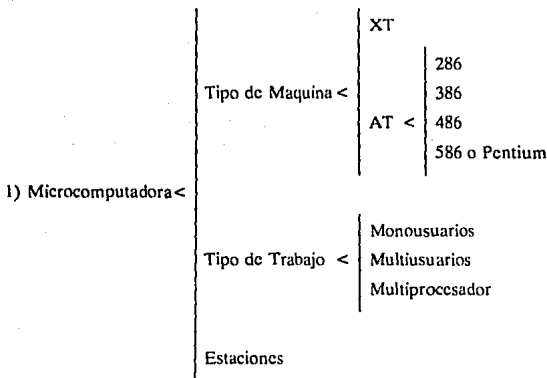 XT
286
Tipo de Maquina <
386
AT <
486
586 o Pentium
1) Microcomputadora <
Monousuarios
Tipo de Trabajo <
Multiusuarios
Multiprocesador
Estaciones